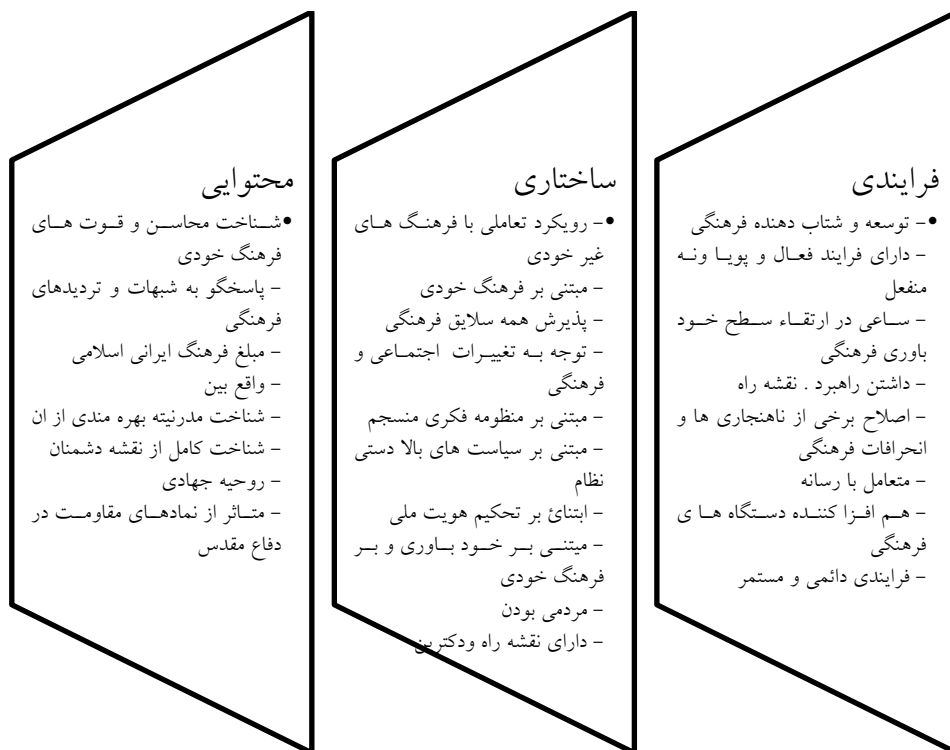 فرایندی
•- توسعه و شتاب دهنده فرهنگی
- دارای فرایند فعال و پویا ونه
منفعل
- ساعی در ارتقاء سطح خود
باوری فرهنگی
- داشتن راهبرد . نقشه راه
- اصلاح برخی از ناهنجاری ها و
انحرافات فرهنگی
- متعامل با رسانه
- هم افزا کننده دستگاه ها ی
فرهنگی
- فرایندی دائمی و مستمر
ساختاری
•- رویکرد تعاملی با فرهنگ های
غیر خودی
- مبتنی بر فرهنگ خودی
- پذیرش همه سلایق فرهنگی
- توجه به تغییرات اجتماعی و
فرهنگی
- مبتنی بر منظومه فکری منسجم
- مبتنی بر سیاست های بالا دستی
نظام
- ابتنائ بر تحکیم هویت ملی
- میتنی بر خود باوری و بر
فرهنگ خودی
- مردمی بودن
- دارای نقشه راه ودکترین
محتوایی
•شناخت محاسن و قوت های
فرهنگ خودی
- پاسخگو به شبهات و تردیدهای
فرهنگی
- مبلغ فرهنگ ایرانی اسلامی
- واقع بین
- شناخت مدرنیته بهره مندی از ان
- شناخت کامل از نقشه دشمنان
- روحیه جهادی
- متاثر از نمادهای مقاومت در
دفاع مقدس